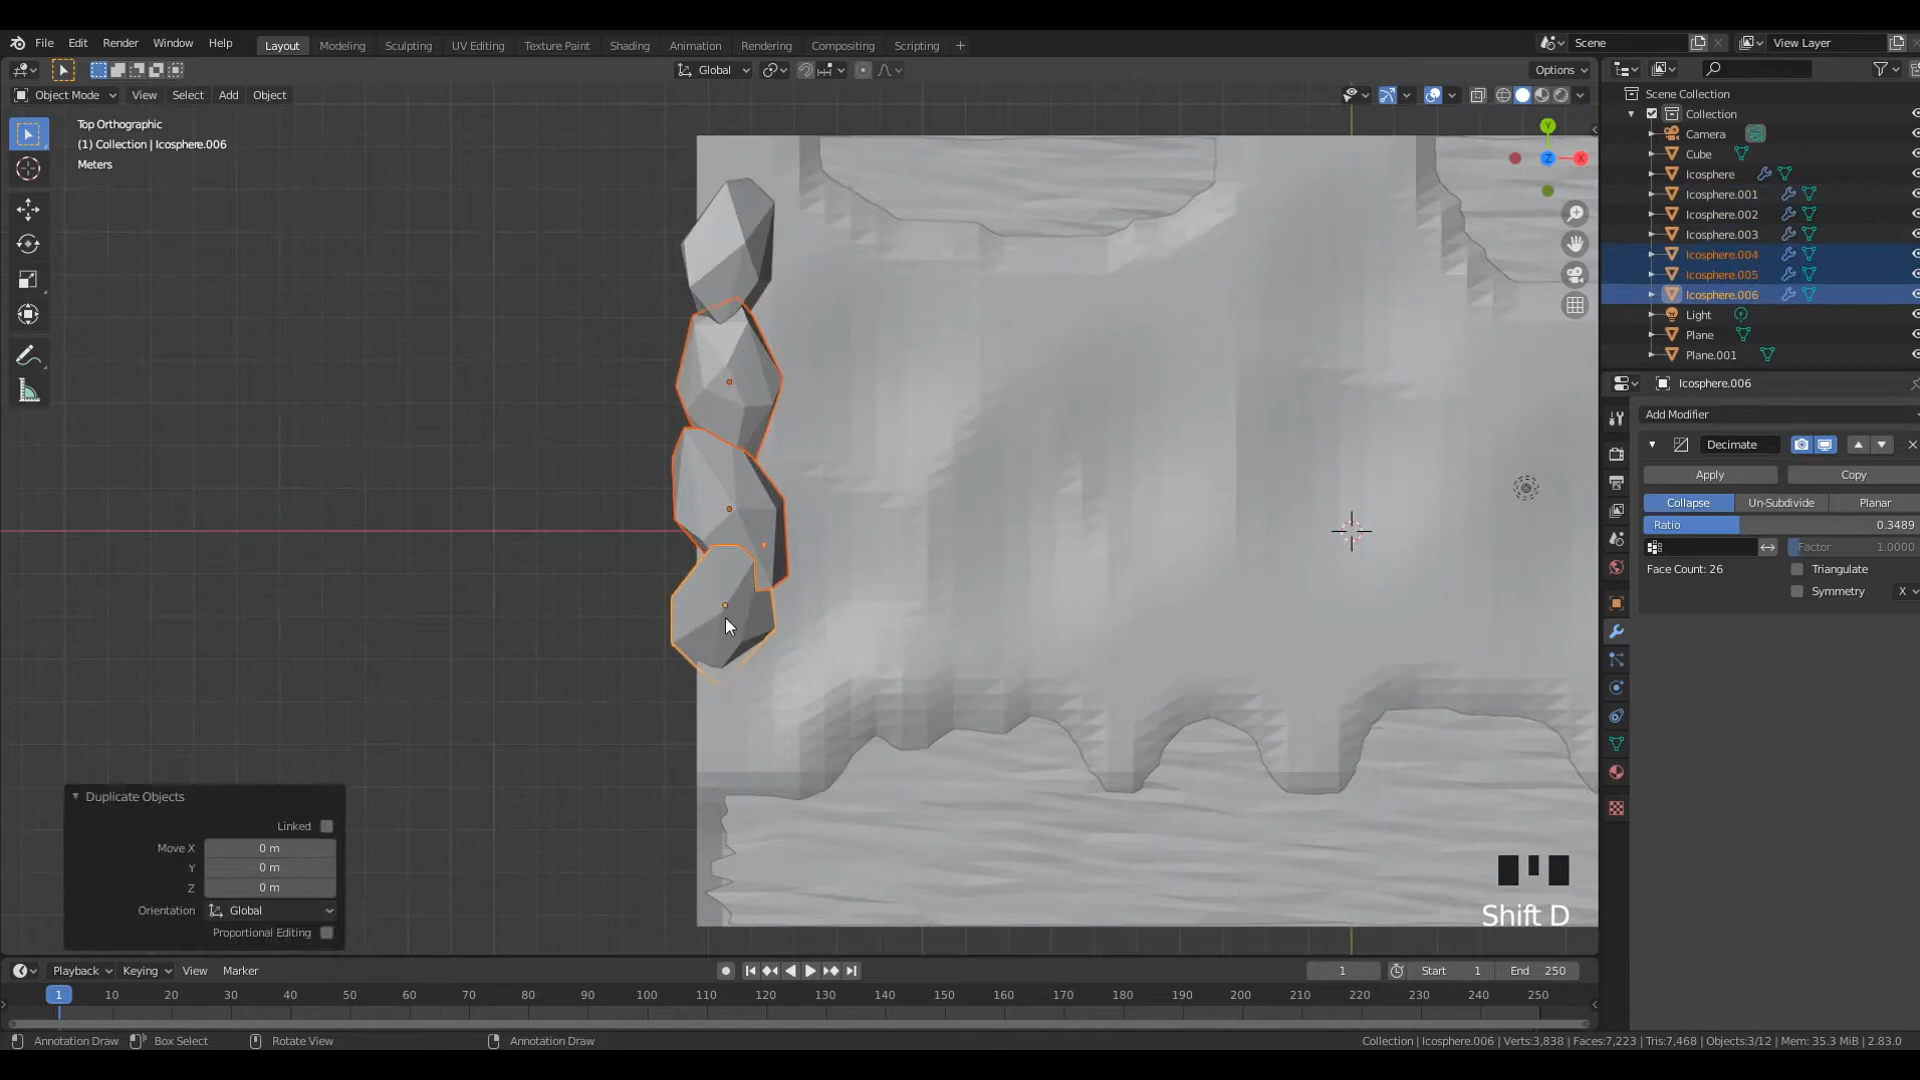 File Edit Render Window Help Layout Modeling Sculpting UV Editing Texture Paint Shading Animation Rendering Compositing Scripting + Scene View Layer
Global Options
Object Mode View Select Add Object
Top Orthographic
(1) Collection | Icosphere.006
Meters
Y
Z
X
Scene Collection
Collection
Camera
Cube
Icosphere
Icosphere.001
Icosphere.002
Icosphere.003
Icosphere.004
Icosphere.005
Icosphere.006
Light
Plane
Plane.001
Icosphere.006
Add Modifier
Decimate
Apply Copy
Collapse Un-Subdivide Planar
Ratio 0.3489
Factor 1.0000
Face Count: 26 Triangulate
Symmetry X
Duplicate Objects
Linked
Move X 0 m
Y 0 m
Z 0 m
Orientation Global
Proportional Editing
Shift D
Playback Keying View Marker 1 Start 1 End 250
1 10 20 30 40 50 60 70 80 90 100 110 120 130 140 150 160 170 180 190 200 210 220 230 240 250
Annotation Draw Box Select Rotate View Annotation Draw Collection | Icosphere.006 | Verts:3,838 | Faces:7,223 | Tris:7,468 | Objects:3/12 | Mem: 35.3 MiB | 2.83.0